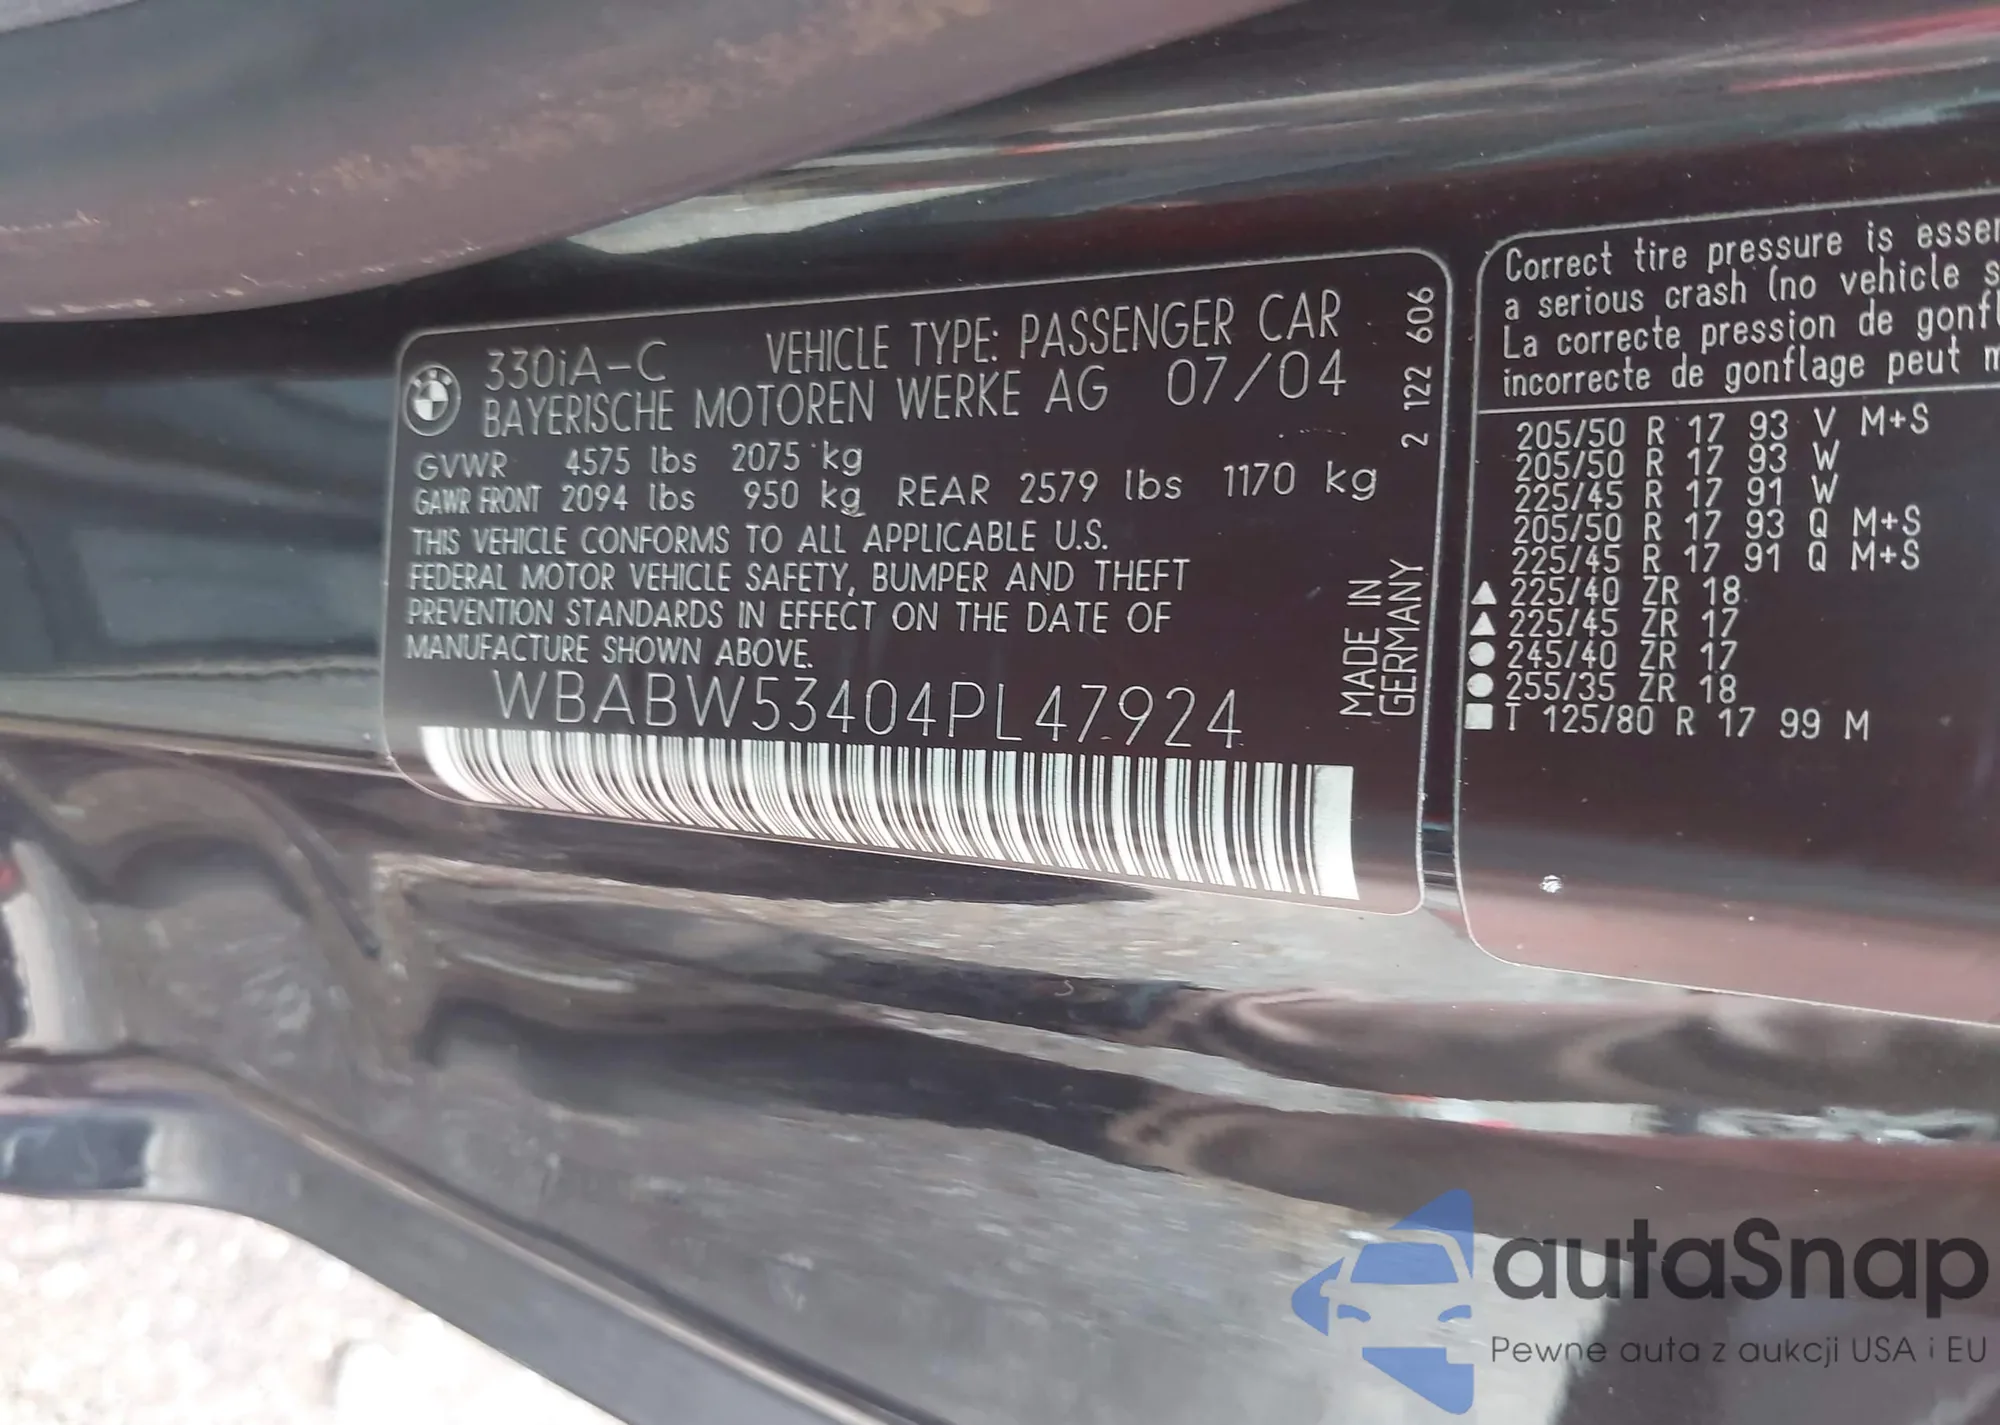 330iA-C VEHICLE TYPE: PASSENGER CAR
BAYERISCHE MOTOREN WERKE AG 07/04
GVWR 4575 lbs 2075 kg
GAWR FRONT 2094 lbs 950 kg REAR 2579 lbs 1170 kg
THIS VEHICLE CONFORMS TO ALL APPLICABLE U.S.
FEDERAL MOTOR VEHICLE SAFETY, BUMPER AND THEFT
PREVENTION STANDARDS IN EFFECT ON THE DATE OF
MANUFACTURE SHOWN ABOVE.
WBABW53404PL47924
2 122 606
MADE IN
GERMANY
Correct tire pressure is
a serious crash (no vehicle
La correcte pression de
incorrecte de gonflage peut
205/50 R 17 93 V M+S
205/50 R 17 93 W
225/45 R 17 91 W
205/50 R 17 93 Q M+S
225/45 R 17 91 Q M+S
▲ 225/40 ZR 18
▲ 225/45 ZR 17
● 245/40 ZR 17
● 255/35 ZR 18
■ T 125/80 R 17 99 M
autaSnap
Pewne auta z aukcji USA i EU